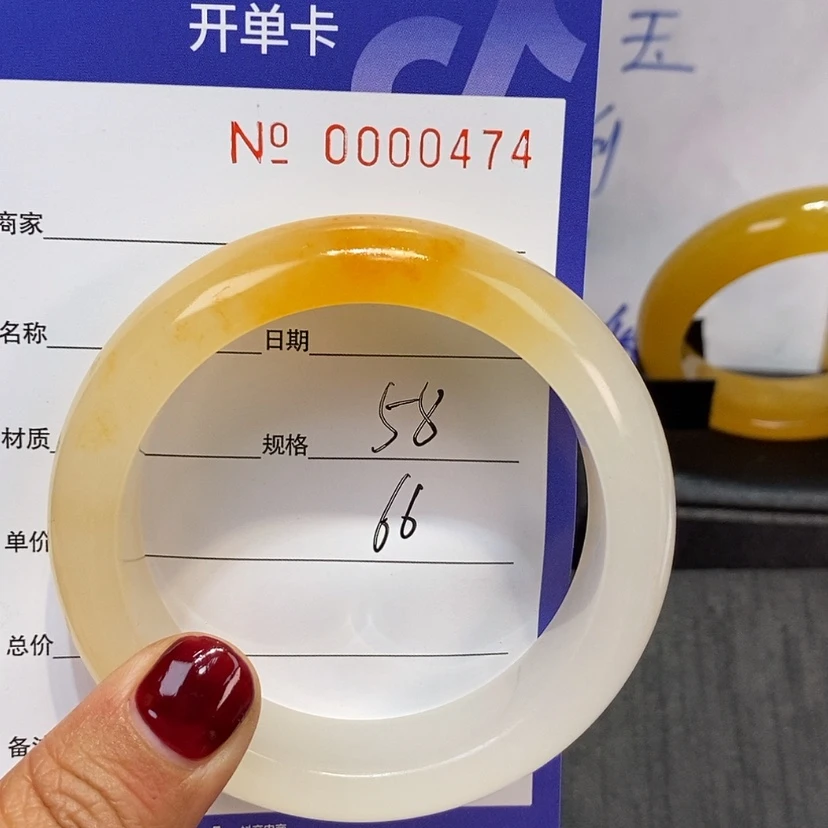 开单卡
№ 0000474
商家
名称 日期
材质 规格 58
单价 66
总价
备
玉